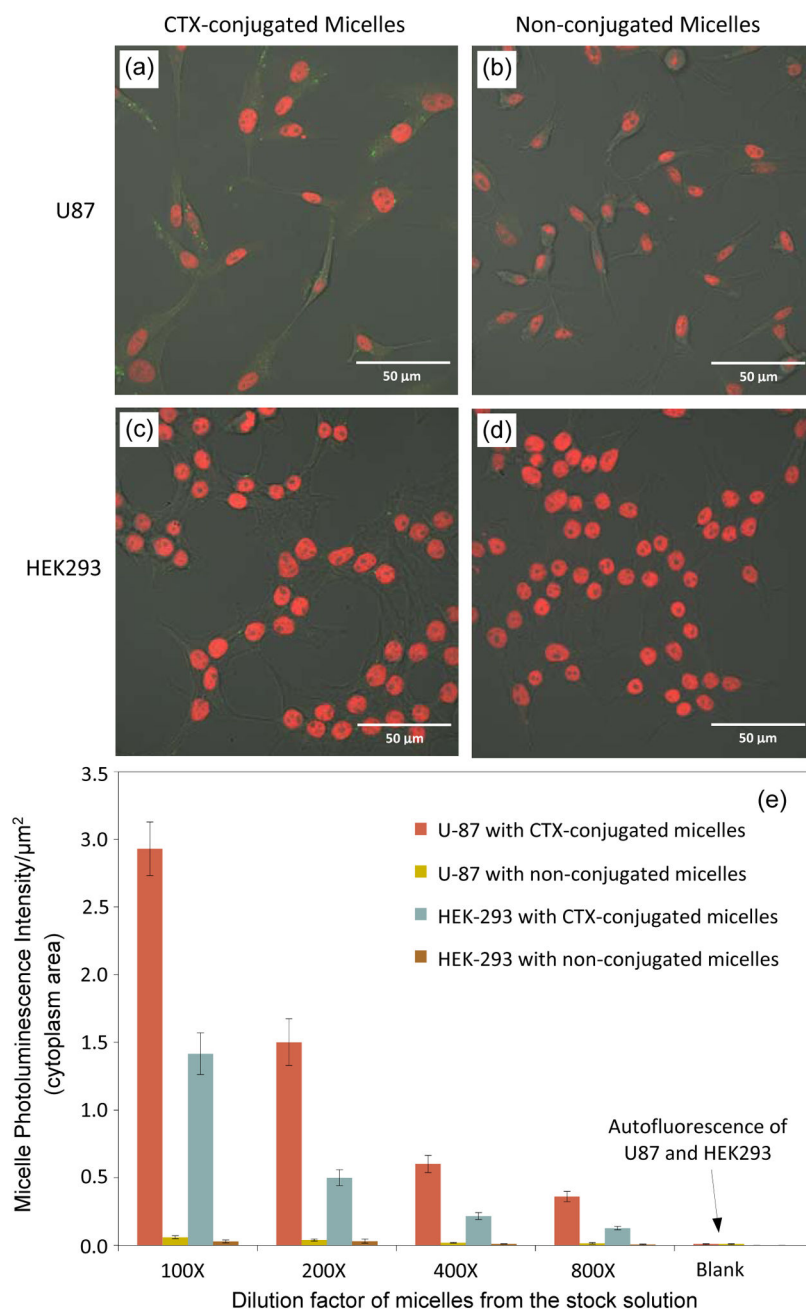 CTX-conjugated Micelles
Non-conjugated Micelles
(a)
(b)
U87
50 µm
50 µm
(c)
(d)
HEK293
50 µm
50 µm
3.5
3.0
2.5
2.0
1.5
1.0
0.5
0.0
Micelle Photoluminescence Intensity/µm²
(cytoplasm area)
(e)
U-87 with CTX-conjugated micelles
U-87 with non-conjugated micelles
HEK-293 with CTX-conjugated micelles
HEK-293 with non-conjugated micelles
Autofluorescence of
U87 and HEK293
100X
200X
400X
800X
Blank
Dilution factor of micelles from the stock solution